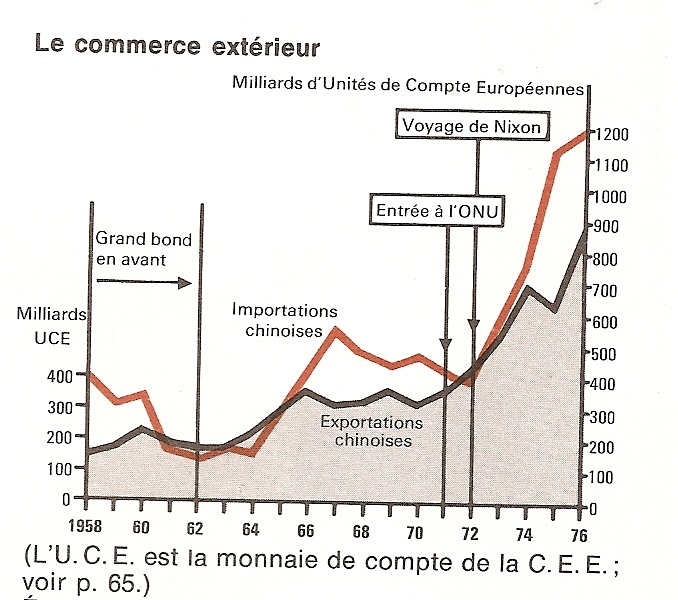 Le commerce extérieur
Milliards d'Unités de Compte Européennes
Voyage de Nixon
Entrée à l'ONU
Grand bond
en avant
Milliards
UCE
Importations
chinoises
Exportations
chinoises
400
300
200
100
0
1200
1100
1000
900
800
700
600
500
400
300
200
100
0
1958 60 62 64 66 68 70 72 74 76
(L'U.C.E. est la monnaie de compte de la C.E.E.;
voir p. 65.)